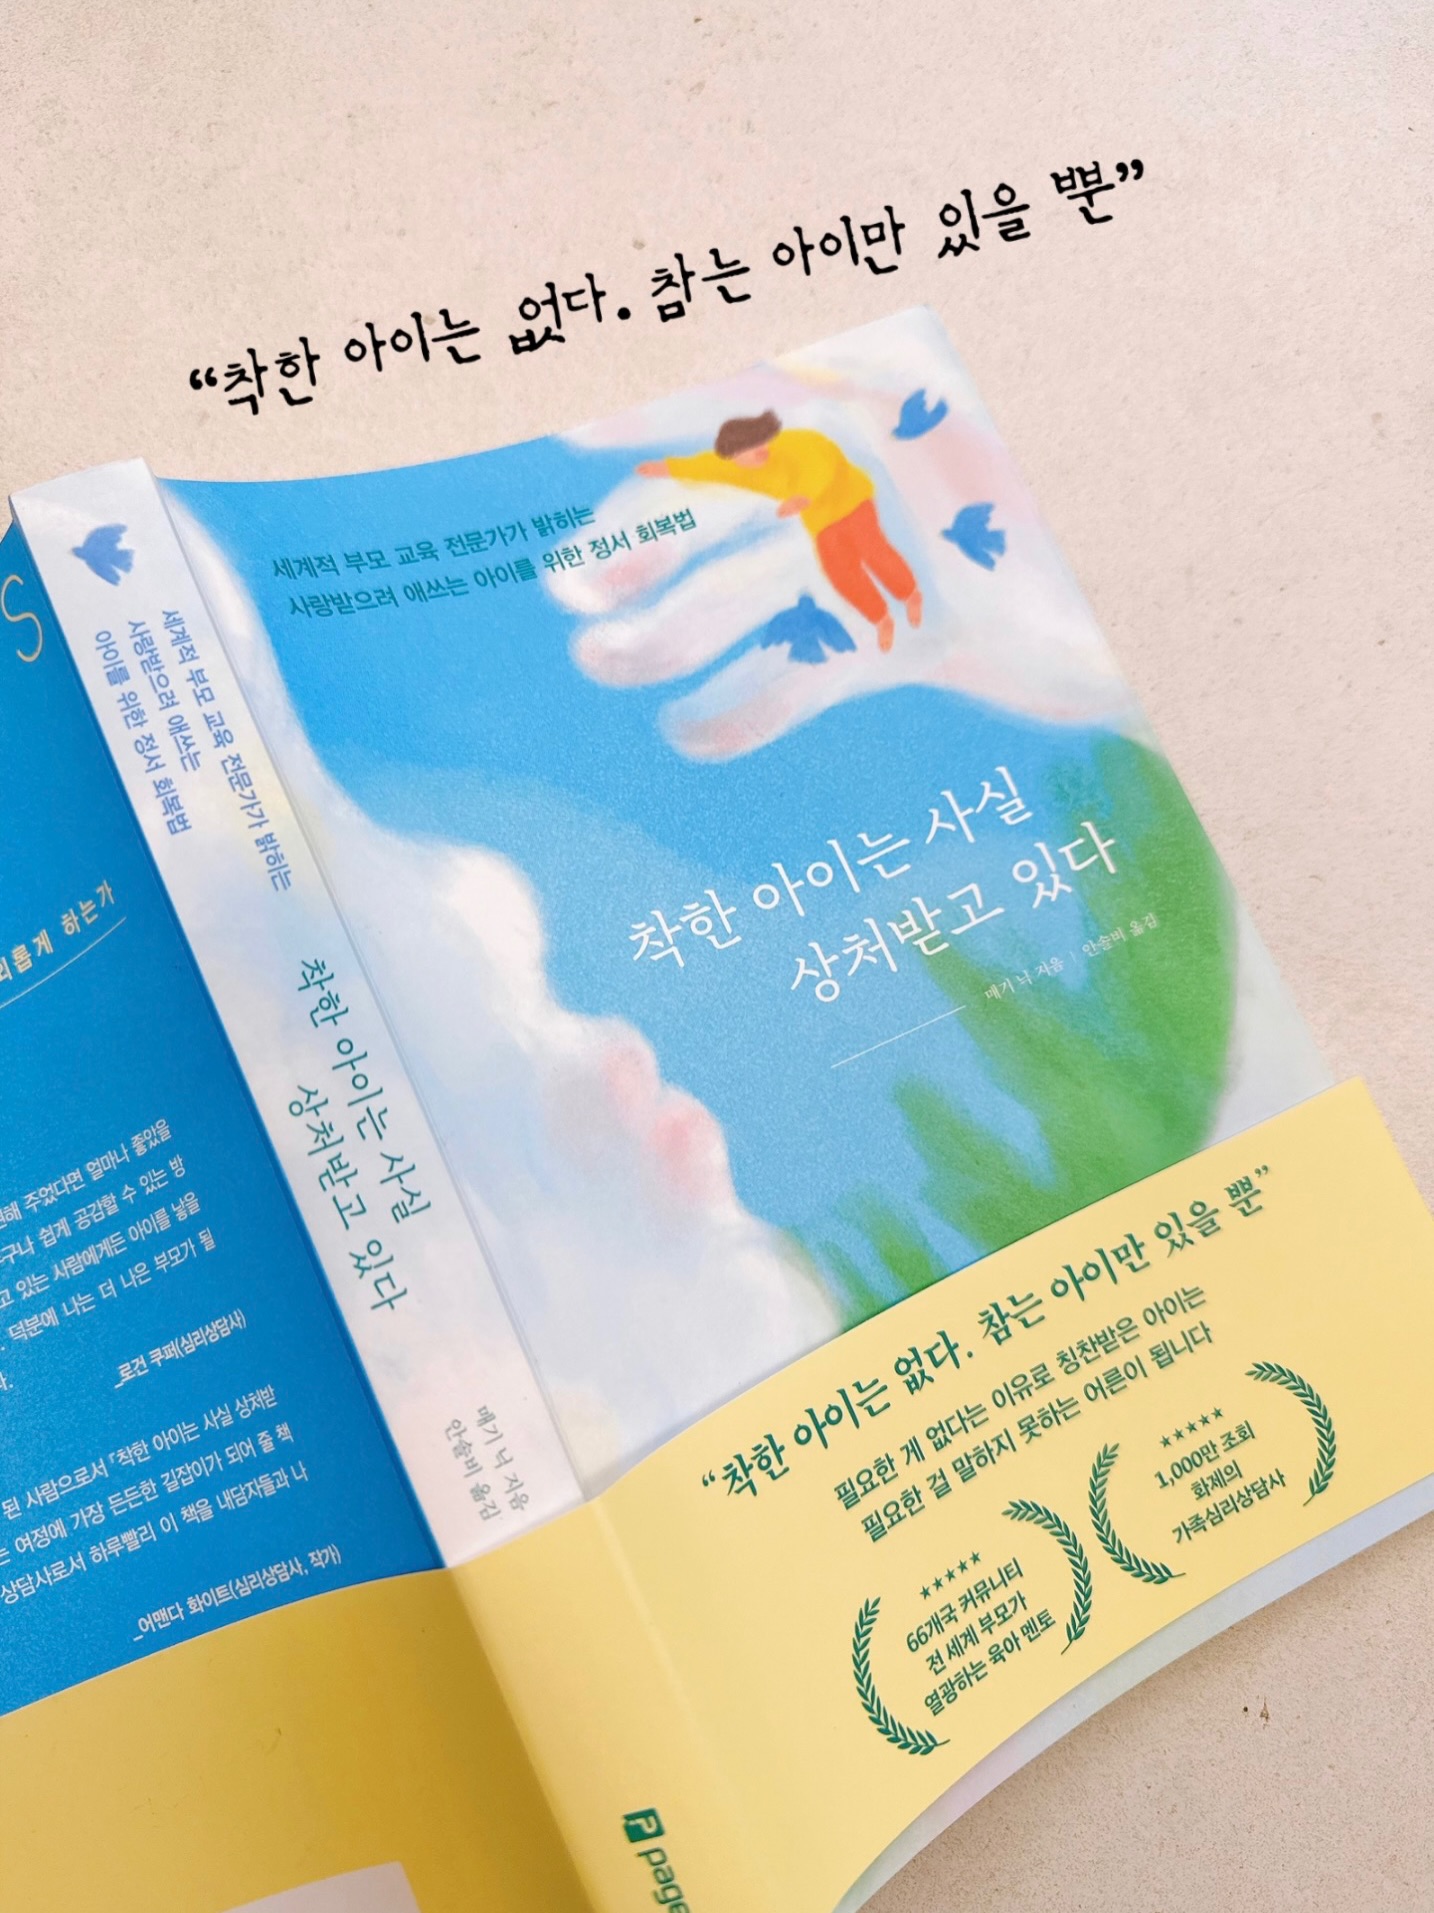 “착한 아이는 없다. 참는 아이만 있을 뿐”
세계적 부모 교육 전문가가 밝히는
사랑받으려 애쓰는 아이를 위한 정서 회복법
착한 아이는 사실
상처받고 있다
매기 닉 지음 | 안솔비 옮김
“착한 아이는 없다. 참는 아이만 있을 뿐”
필요한 게 없다는 이유로 칭찬받은 아이는
필요한 걸 말하지 못하는 어른이 됩니다
★★★★★
66개국 커뮤니티
전 세계 부모가
열광하는 육아 멘토
★★★★★
1,000만 조회
화제의
가족심리상담사
세계적 부모 교육 전문가가 밝히는
사랑받으려 애쓰는
아이를 위한 정서 회복법
착한 아이는 사실
상처받고 있다
매기 닉 지음
안솔비 옮김
page
S
롭게 하는가
해 주었다면 얼마나 좋았을
구나 쉽게 공감할 수 있는 방
고 있는 사람에게든 아이를 낳을
덕분에 나는 더 나은 부모가 될
_로건 쿠퍼(심리상담사)
된 사람으로서 『착한 아이는 사실 상처받
는 여정에 가장 든든한 길잡이가 되어 줄 책
상담사로서 하루빨리 이 책을 내담자들과 나
_어맨다 화이트(심리상담사, 작가)